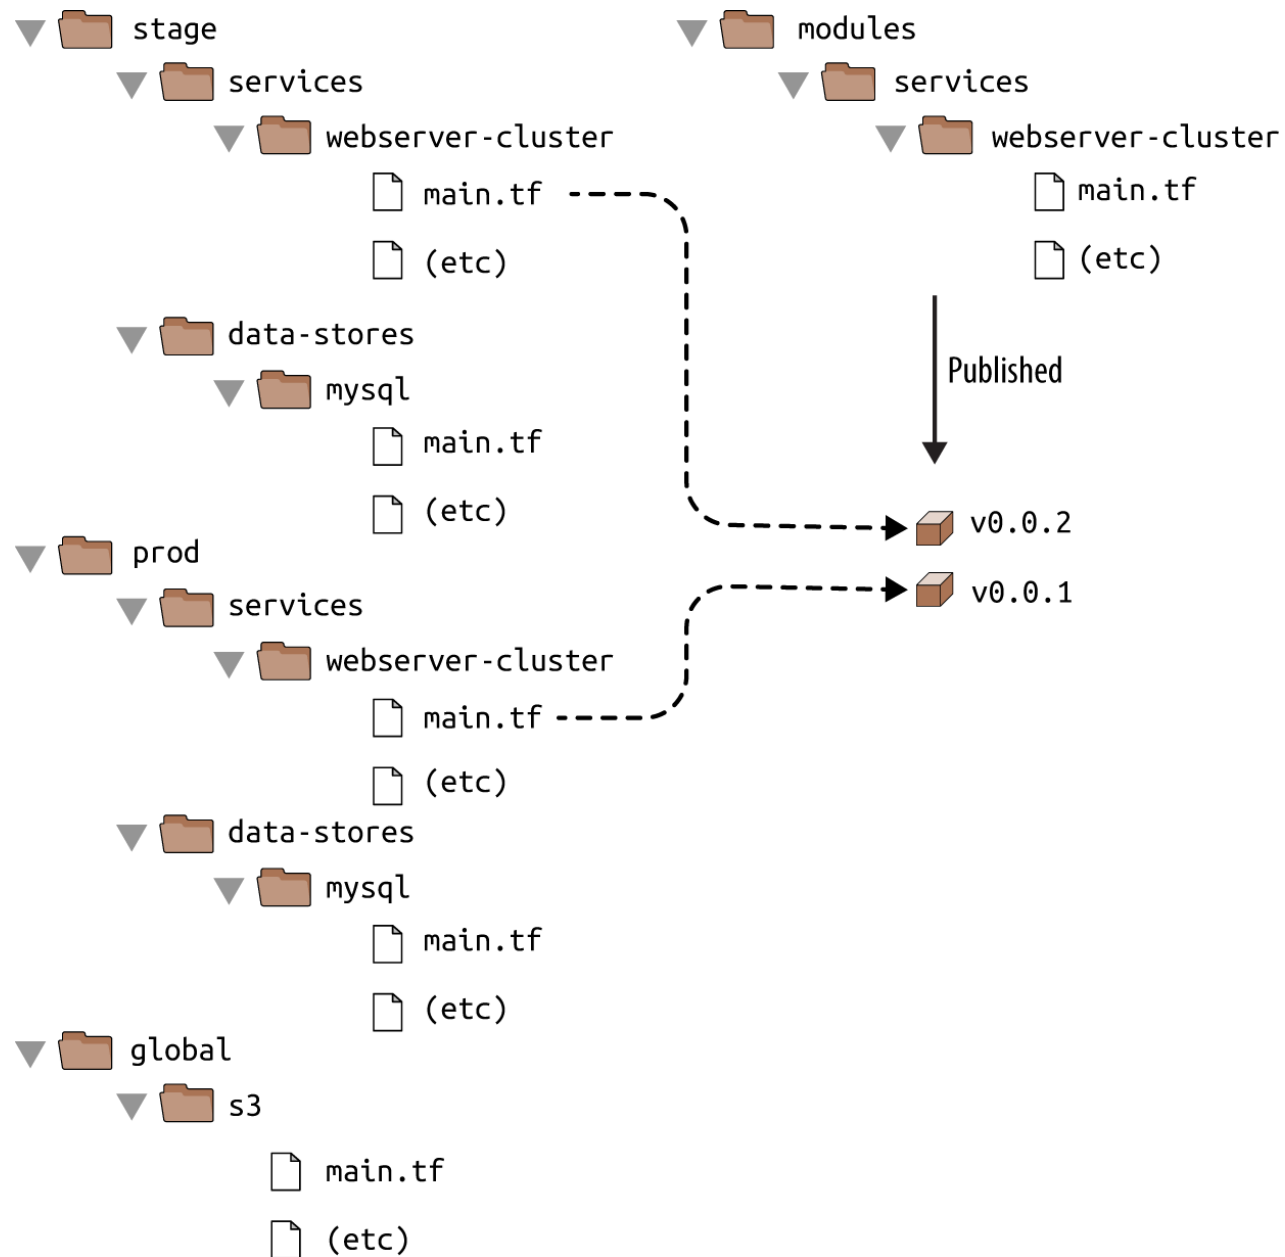 stage
services
webserver-cluster
main.tf
(etc)
data-stores
mysql
main.tf
(etc)
prod
services
webserver-cluster
main.tf
(etc)
data-stores
mysql
main.tf
(etc)
global
s3
main.tf
(etc)
modules
services
webserver-cluster
main.tf
(etc)
Published
v0.0.2
v0.0.1